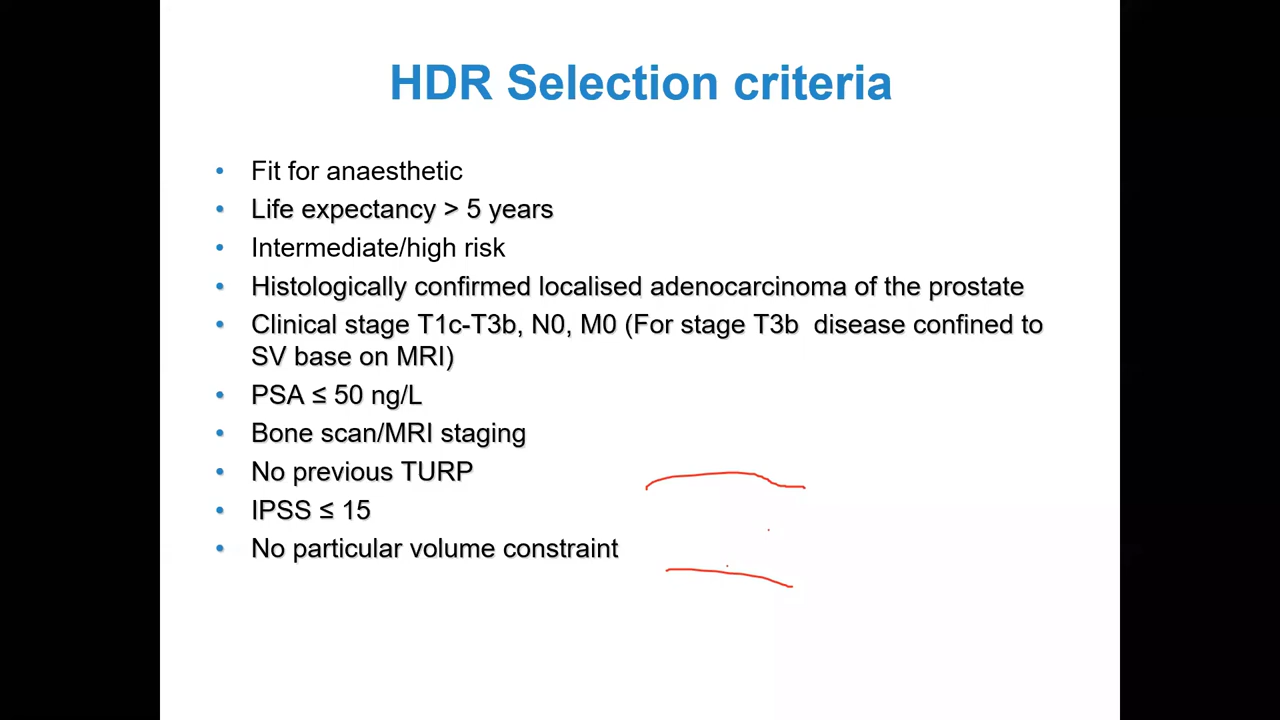 HDR Selection criteria
• Fit for anaesthetic
• Life expectancy > 5 years
• Intermediate/high risk
• Histologically confirmed localised adenocarcinoma of the prostate
• Clinical stage T1c-T3b, N0, M0 (For stage T3b disease confined to
SV base on MRI)
• PSA ≤ 50 ng/L
• Bone scan/MRI staging
• No previous TURP
• IPSS ≤ 15
• No particular volume constraint